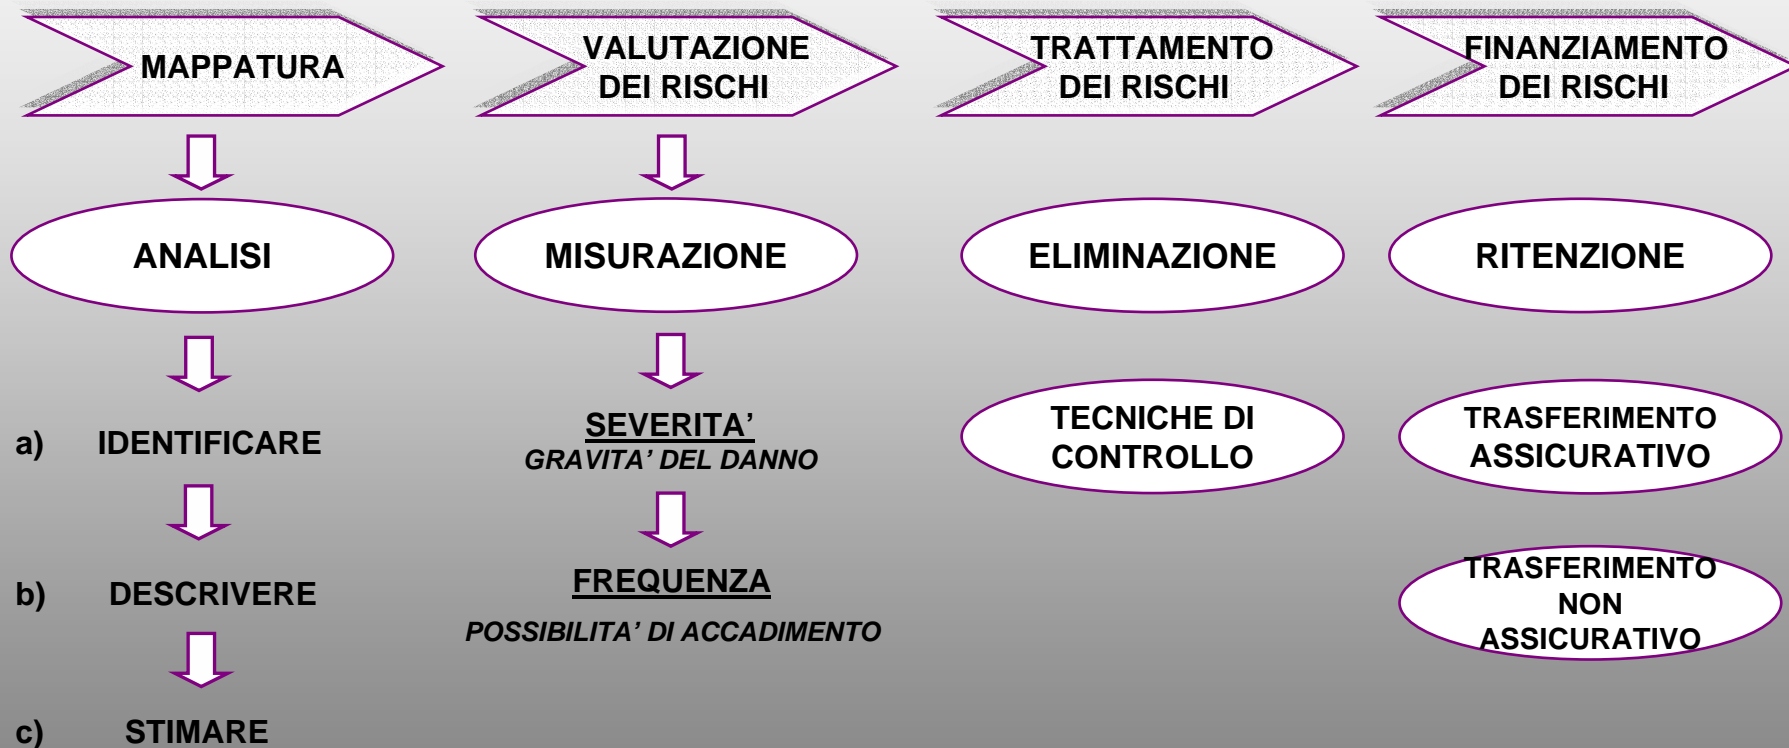 MAPPATURA
VALUTAZIONE
DEI RISCHI
TRATTAMENTO
DEI RISCHI
FINANZIAMENTO
DEI RISCHI
ANALISI
MISURAZIONE
ELIMINAZIONE
RITENZIONE
a) IDENTIFICARE
SEVERITA’
GRAVITA’ DEL DANNO
TECNICHE DI
CONTROLLO
TRASFERIMENTO
ASSICURATIVO
b) DESCRIVERE
FREQUENZA
POSSIBILITA’ DI ACCADIMENTO
TRASFERIMENTO
NON
ASSICURATIVO
c) STIMARE